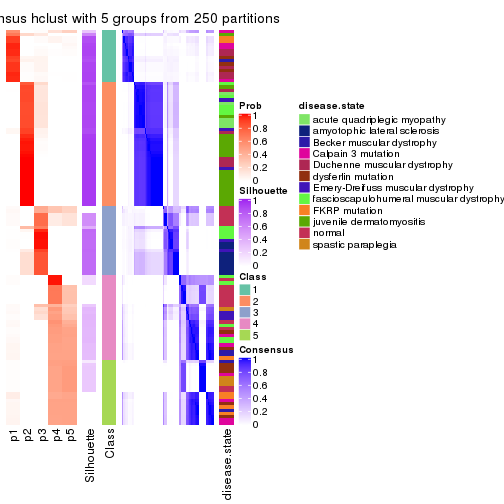 nsus hclust with 5 groups from 250 partitions
Prob
1
0.8
0.6
0.4
0.2
0
Silhouette
1
0.8
0.6
0.4
0.2
0
Class
1
2
3
4
5
Consensus
1
0.8
0.6
0.4
0.2
0
disease.state
acute quadriplegic myopathy
amyotophic lateral sclerosis
Becker muscular dystrophy
Calpain 3 mutation
Duchenne muscular dystrophy
dysferlin mutation
Emery-Dreifuss muscular dystrophy
fascioscapulohumeral muscular dystrophy
FKRP mutation
juvenile dermatomyositis
normal
spastic paraplegia
p1
p2
p3
p4
p5
Silhouette
Class
disease.state